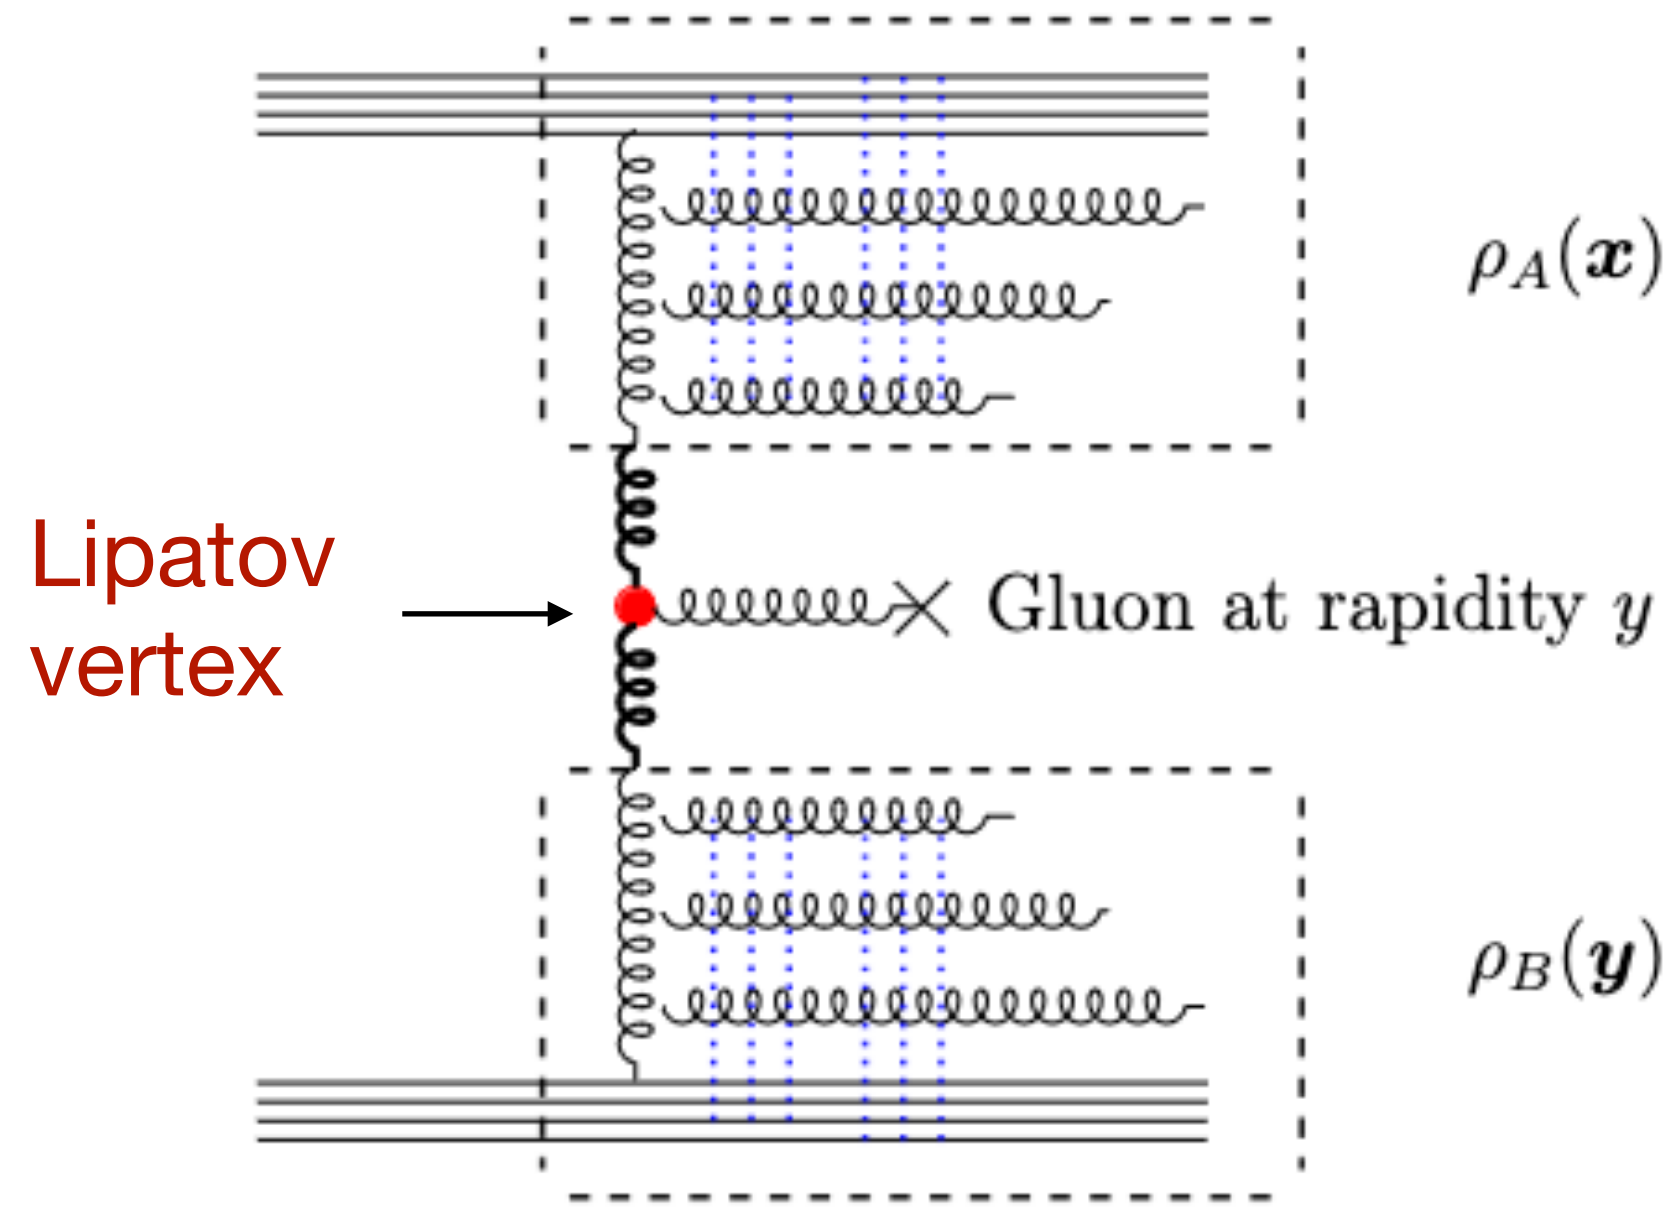 ρ_A(𝒙)
Lipatov
vertex
Gluon at rapidity y
ρ_B(𝒚)